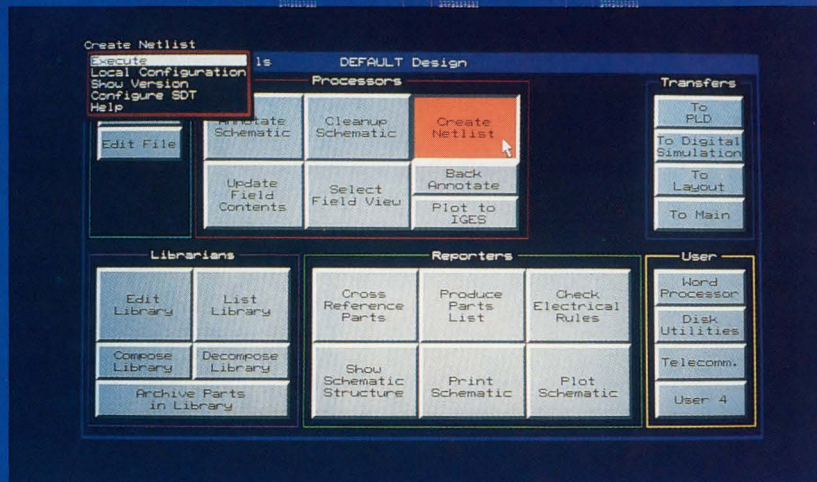 Create Netlist
Execute
Local Configuration
Show Version
Configure SDT
Help
ls DEFAULT Design
Processors
Annotate
Schematic
Cleanup
Schematic
Create
Netlist
Edit File
Update
Field
Contents
Select
Field View
Back
Annotate
Plot to
IGES
Transfers
To
PLD
To Digital
Simulation
To
Layout
To Main
Librarians
Edit
Library
List
Library
Compose
Library
Decompose
Library
Archive Parts
in Library
Reporters
Cross
Reference
Parts
Produce
Parts
List
Check
Electrical
Rules
Show
Schematic
Structure
Print
Schematic
Plot
Schematic
User
Word
Processor
Disk
Utilities
Telecomm.
User 4